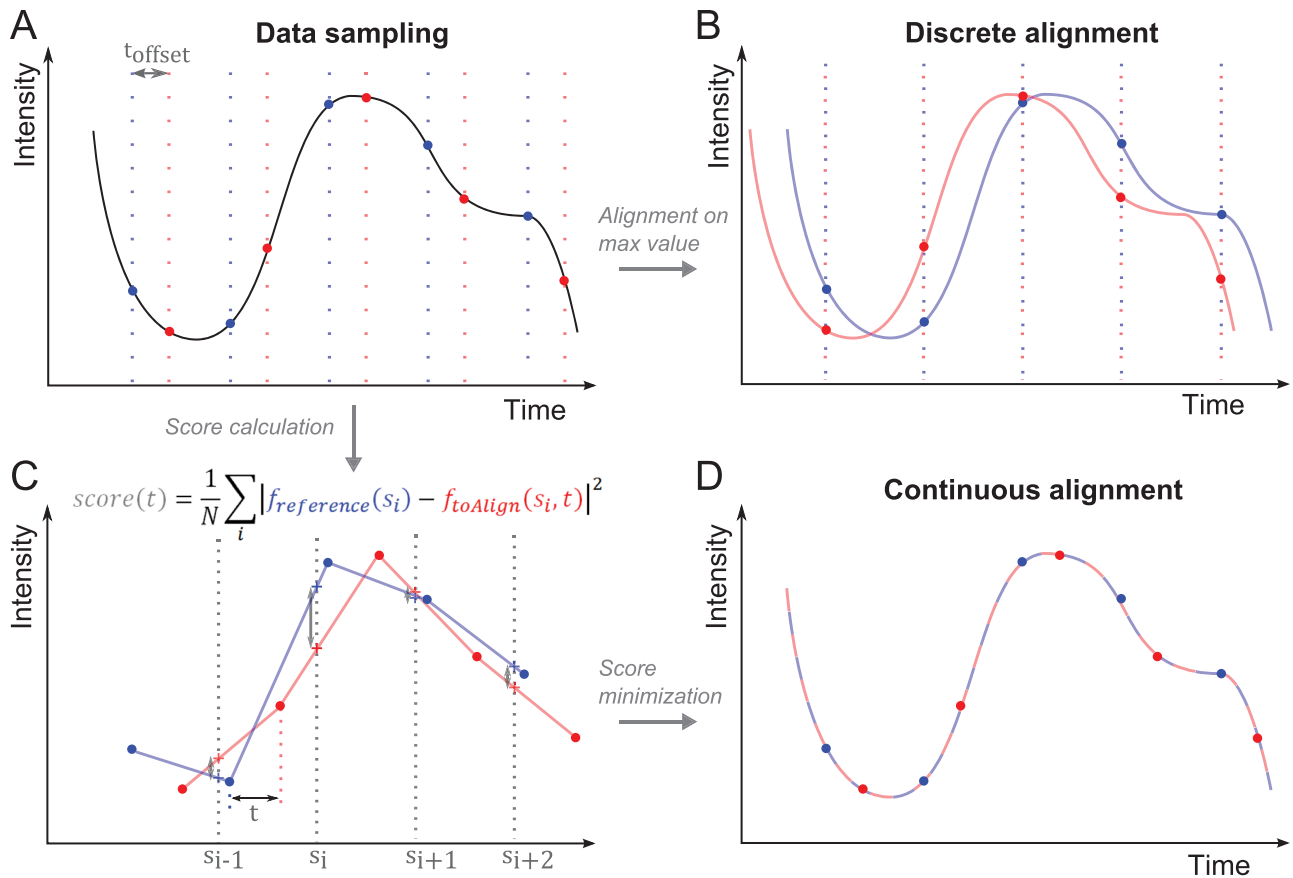 A
Data sampling
t_offset
Intensity
Time
B
Discrete alignment
Intensity
Time
Alignment on
max value
Score calculation
C
score(t) = 1/N ∑_i |f_reference(s_i) − f_toAlign(s_i, t)|^2
Intensity
t
s_i-1 s_i s_i+1 s_i+2
Score
minimization
D
Continuous alignment
Intensity
Time